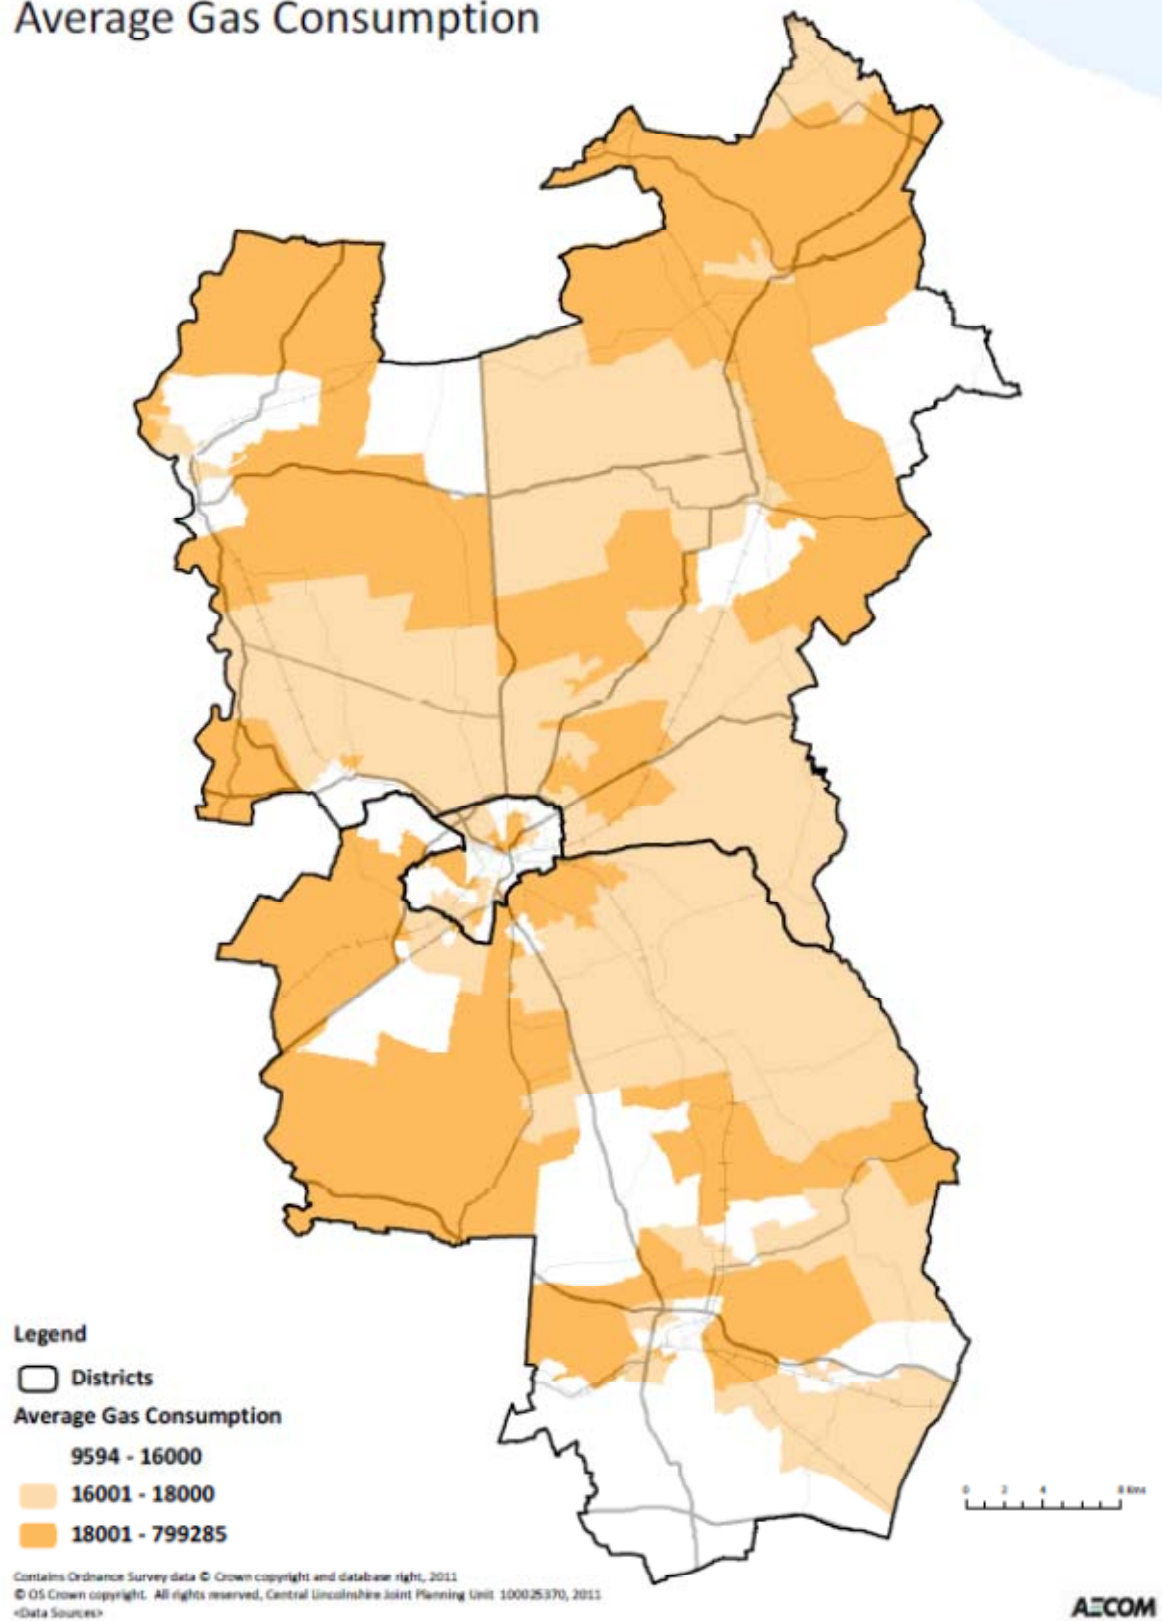 Average Gas Consumption
Legend
Districts
Average Gas Consumption
9594 - 16000
16001 - 18000
18001 - 799285
0 2 4 8 Kms
Contains Ordnance Survey data © Crown copyright and database right, 2011
© OS Crown copyright. All rights reserved, Central Lincolnshire Joint Planning Unit 100025370, 2011
<Data Sources>
AECOM